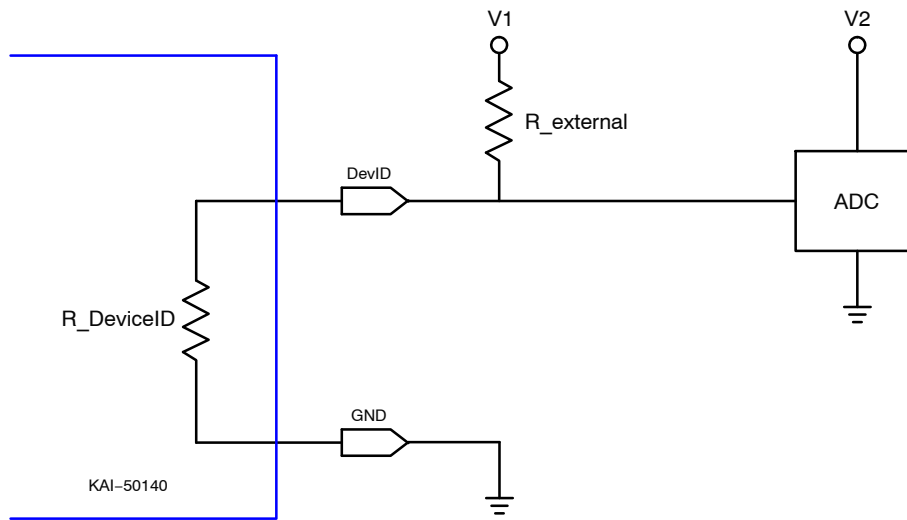 V1
V2
R_external
DevID
ADC
R_DeviceID
GND
KAI−50140